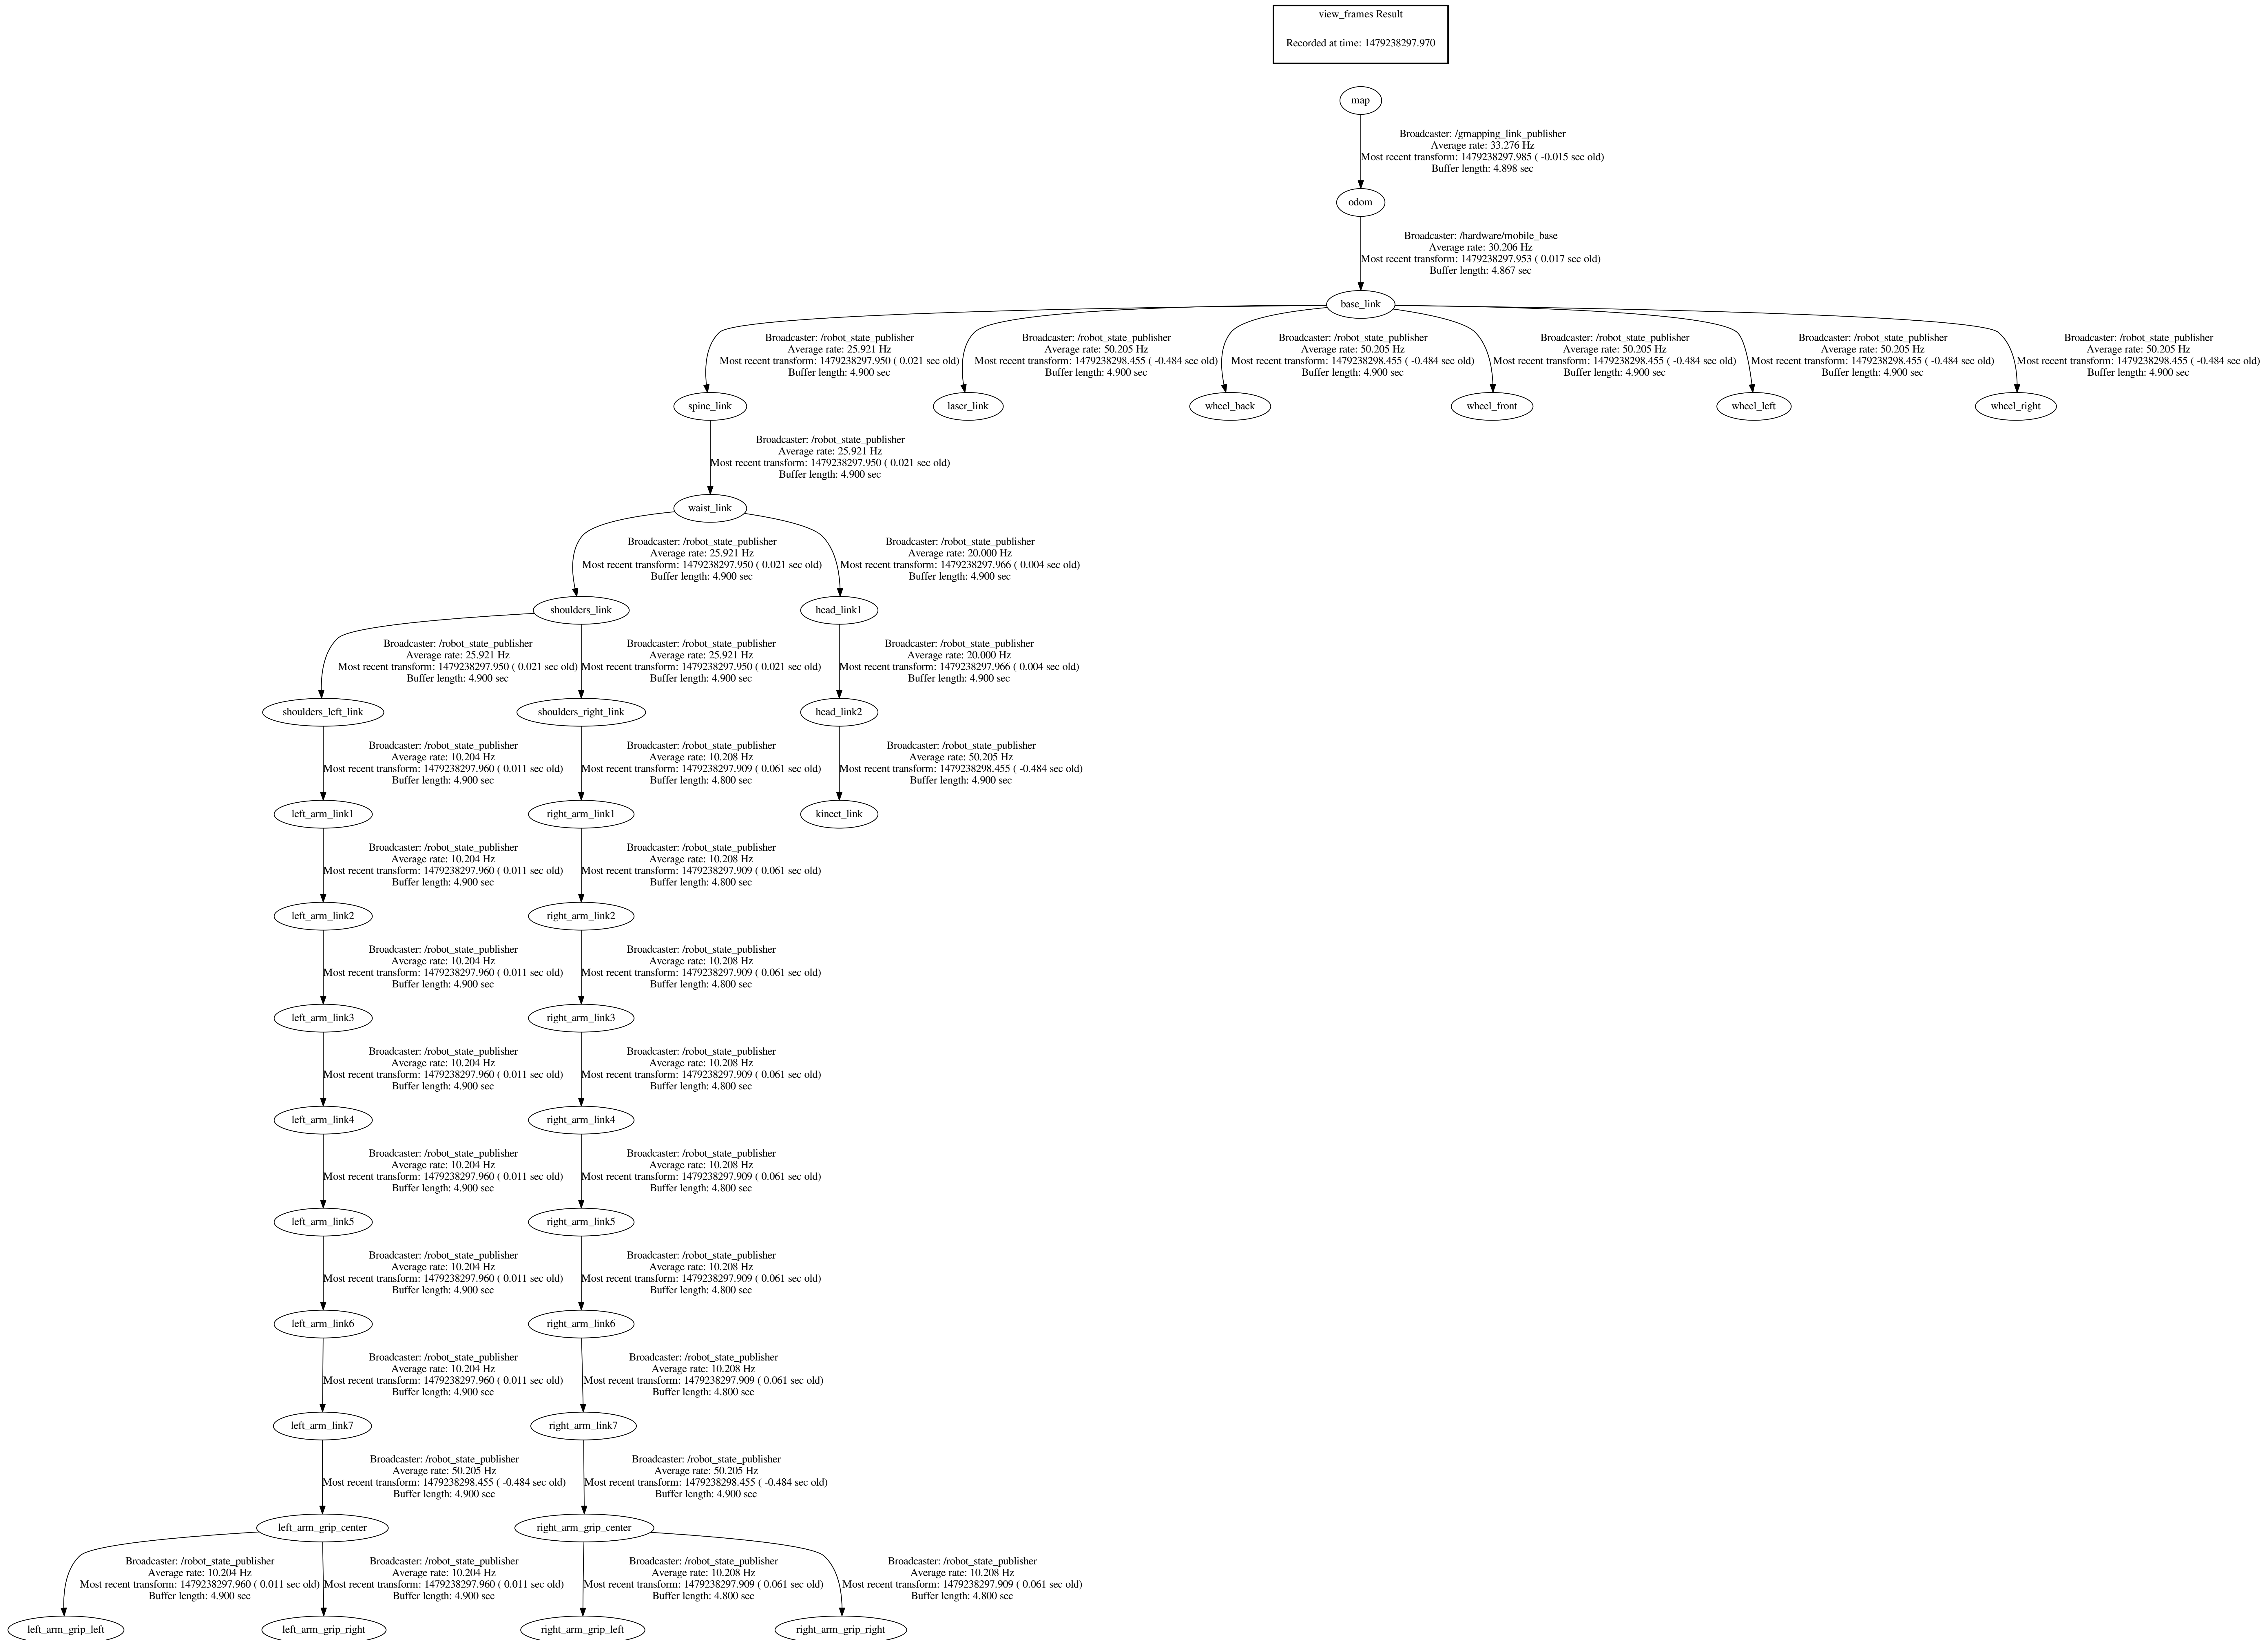 view_frames Result
Recorded at time: 1479238297.970
map
Broadcaster: /gmapping_link_publisher
Average rate: 33.276 Hz
Most recent transform: 1479238297.985 ( -0.015 sec old)
Buffer length: 4.898 sec
odom
Broadcaster: /hardware/mobile_base
Average rate: 30.206 Hz
Most recent transform: 1479238297.953 ( 0.017 sec old)
Buffer length: 4.867 sec
base_link
Broadcaster: /robot_state_publisher
Average rate: 25.921 Hz
Most recent transform: 1479238297.950 ( 0.021 sec old)
Buffer length: 4.900 sec
Broadcaster: /robot_state_publisher
Average rate: 50.205 Hz
Most recent transform: 1479238298.455 ( -0.484 sec old)
Buffer length: 4.900 sec
Broadcaster: /robot_state_publisher
Average rate: 50.205 Hz
Most recent transform: 1479238298.455 ( -0.484 sec old)
Buffer length: 4.900 sec
Broadcaster: /robot_state_publisher
Average rate: 50.205 Hz
Most recent transform: 1479238298.455 ( -0.484 sec old)
Buffer length: 4.900 sec
Broadcaster: /robot_state_publisher
Average rate: 50.205 Hz
Most recent transform: 1479238298.455 ( -0.484 sec old)
Buffer length: 4.900 sec
Broadcaster: /robot_state_publisher
Average rate: 50.205 Hz
Most recent transform: 1479238298.455 ( -0.484 sec old)
Buffer length: 4.900 sec
spine_link
laser_link
wheel_back
wheel_front
wheel_left
wheel_right
Broadcaster: /robot_state_publisher
Average rate: 25.921 Hz
Most recent transform: 1479238297.950 ( 0.021 sec old)
Buffer length: 4.900 sec
waist_link
Broadcaster: /robot_state_publisher
Average rate: 25.921 Hz
Most recent transform: 1479238297.950 ( 0.021 sec old)
Buffer length: 4.900 sec
Broadcaster: /robot_state_publisher
Average rate: 20.000 Hz
Most recent transform: 1479238297.966 ( 0.004 sec old)
Buffer length: 4.900 sec
shoulders_link
head_link1
Broadcaster: /robot_state_publisher
Average rate: 25.921 Hz
Most recent transform: 1479238297.950 ( 0.021 sec old)
Buffer length: 4.900 sec
Broadcaster: /robot_state_publisher
Average rate: 25.921 Hz
Most recent transform: 1479238297.950 ( 0.021 sec old)
Buffer length: 4.900 sec
Broadcaster: /robot_state_publisher
Average rate: 20.000 Hz
Most recent transform: 1479238297.966 ( 0.004 sec old)
Buffer length: 4.900 sec
shoulders_left_link
shoulders_right_link
head_link2
Broadcaster: /robot_state_publisher
Average rate: 10.204 Hz
Most recent transform: 1479238297.960 ( 0.011 sec old)
Buffer length: 4.900 sec
Broadcaster: /robot_state_publisher
Average rate: 10.208 Hz
Most recent transform: 1479238297.909 ( 0.061 sec old)
Buffer length: 4.800 sec
Broadcaster: /robot_state_publisher
Average rate: 50.205 Hz
Most recent transform: 1479238298.455 ( -0.484 sec old)
Buffer length: 4.900 sec
left_arm_link1
right_arm_link1
kinect_link
Broadcaster: /robot_state_publisher
Average rate: 10.204 Hz
Most recent transform: 1479238297.960 ( 0.011 sec old)
Buffer length: 4.900 sec
Broadcaster: /robot_state_publisher
Average rate: 10.208 Hz
Most recent transform: 1479238297.909 ( 0.061 sec old)
Buffer length: 4.800 sec
left_arm_link2
right_arm_link2
Broadcaster: /robot_state_publisher
Average rate: 10.204 Hz
Most recent transform: 1479238297.960 ( 0.011 sec old)
Buffer length: 4.900 sec
Broadcaster: /robot_state_publisher
Average rate: 10.208 Hz
Most recent transform: 1479238297.909 ( 0.061 sec old)
Buffer length: 4.800 sec
left_arm_link3
right_arm_link3
Broadcaster: /robot_state_publisher
Average rate: 10.204 Hz
Most recent transform: 1479238297.960 ( 0.011 sec old)
Buffer length: 4.900 sec
Broadcaster: /robot_state_publisher
Average rate: 10.208 Hz
Most recent transform: 1479238297.909 ( 0.061 sec old)
Buffer length: 4.800 sec
left_arm_link4
right_arm_link4
Broadcaster: /robot_state_publisher
Average rate: 10.204 Hz
Most recent transform: 1479238297.960 ( 0.011 sec old)
Buffer length: 4.900 sec
Broadcaster: /robot_state_publisher
Average rate: 10.208 Hz
Most recent transform: 1479238297.909 ( 0.061 sec old)
Buffer length: 4.800 sec
left_arm_link5
right_arm_link5
Broadcaster: /robot_state_publisher
Average rate: 10.204 Hz
Most recent transform: 1479238297.960 ( 0.011 sec old)
Buffer length: 4.900 sec
Broadcaster: /robot_state_publisher
Average rate: 10.208 Hz
Most recent transform: 1479238297.909 ( 0.061 sec old)
Buffer length: 4.800 sec
left_arm_link6
right_arm_link6
Broadcaster: /robot_state_publisher
Average rate: 10.204 Hz
Most recent transform: 1479238297.960 ( 0.011 sec old)
Buffer length: 4.900 sec
Broadcaster: /robot_state_publisher
Average rate: 10.208 Hz
Most recent transform: 1479238297.909 ( 0.061 sec old)
Buffer length: 4.800 sec
left_arm_link7
right_arm_link7
Broadcaster: /robot_state_publisher
Average rate: 50.205 Hz
Most recent transform: 1479238298.455 ( -0.484 sec old)
Buffer length: 4.900 sec
Broadcaster: /robot_state_publisher
Average rate: 50.205 Hz
Most recent transform: 1479238298.455 ( -0.484 sec old)
Buffer length: 4.900 sec
left_arm_grip_center
right_arm_grip_center
Broadcaster: /robot_state_publisher
Average rate: 10.204 Hz
Most recent transform: 1479238297.960 ( 0.011 sec old)
Buffer length: 4.900 sec
Broadcaster: /robot_state_publisher
Average rate: 10.204 Hz
Most recent transform: 1479238297.960 ( 0.011 sec old)
Buffer length: 4.900 sec
Broadcaster: /robot_state_publisher
Average rate: 10.208 Hz
Most recent transform: 1479238297.909 ( 0.061 sec old)
Buffer length: 4.800 sec
Broadcaster: /robot_state_publisher
Average rate: 10.208 Hz
Most recent transform: 1479238297.909 ( 0.061 sec old)
Buffer length: 4.800 sec
left_arm_grip_left
left_arm_grip_right
right_arm_grip_left
right_arm_grip_right